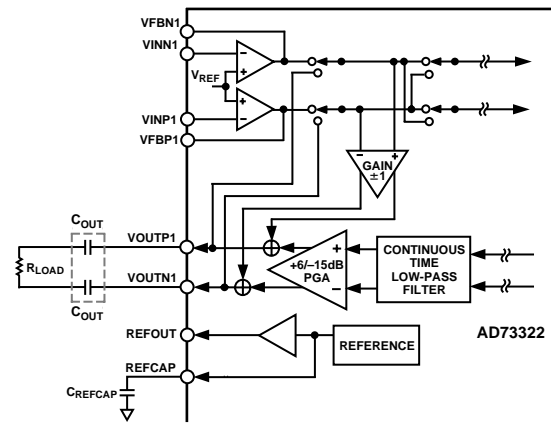 VFBN1
VINN1
VREF
VINP1
VFBP1
GAIN
±1
COUT
VOUTP1
RLOAD
VOUTN1
COUT
+6/–15dB
PGA
CONTINUOUS
TIME
LOW-PASS
FILTER
REFOUT
REFERENCE
AD73322
REFCAP
CREFCAP